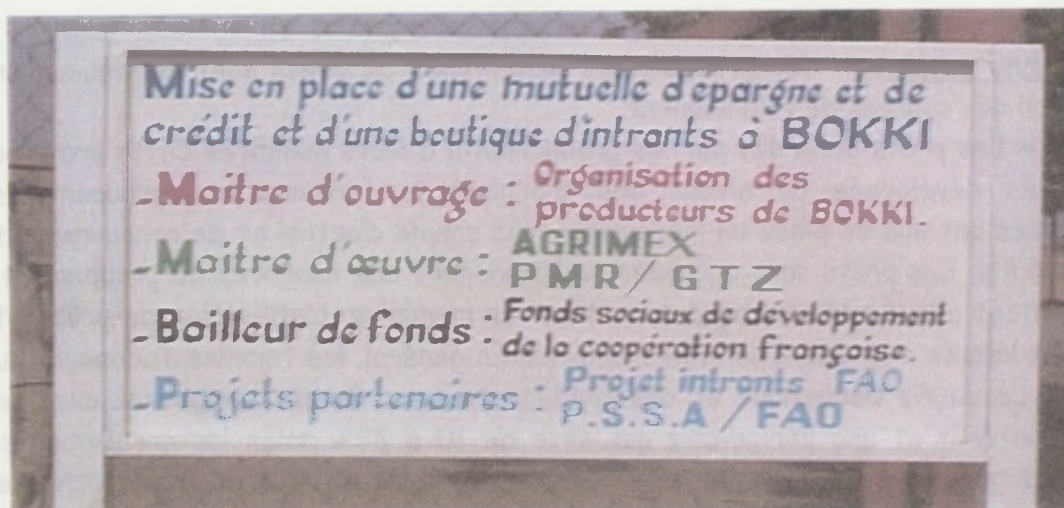 Mise en place d'une mutuelle d'épargne et de
crédit et d'une boutique d'intrants à BOKKI
-Maître d'ouvrage : Organisation des
producteurs de BOKKI.
-Maître d'œuvre : AGRIMEX
PMR/GTZ
-Bailleur de fonds : Fonds sociaux de développement
de la coopération française.
-Projets partenaires : Projet intrants FAO
P.S.S.A/FAO